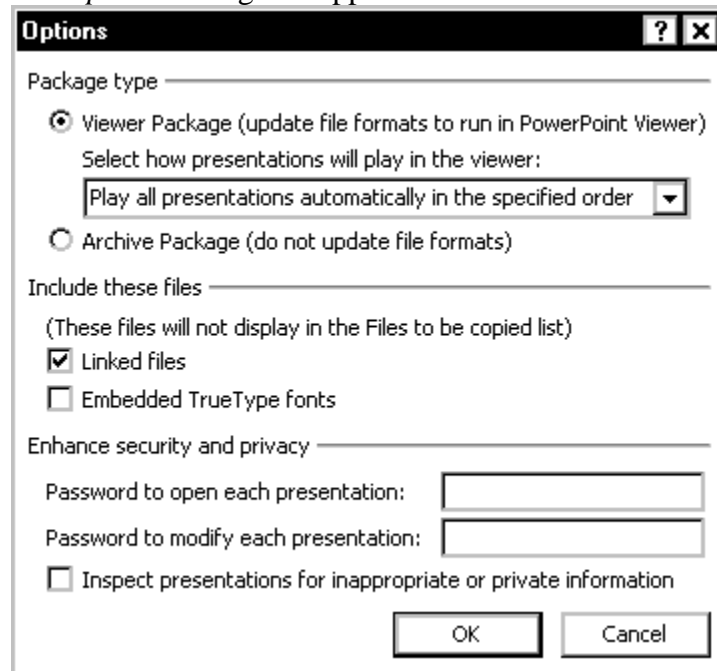 Options
Package type
Viewer Package (update file formats to run in PowerPoint Viewer)
Select how presentations will play in the viewer:
Play all presentations automatically in the specified order
Archive Package (do not update file formats)
Include these files
(These files will not display in the Files to be copied list)
Linked files
Embedded TrueType fonts
Enhance security and privacy
Password to open each presentation:
Password to modify each presentation:
Inspect presentations for inappropriate or private information
OK Cancel